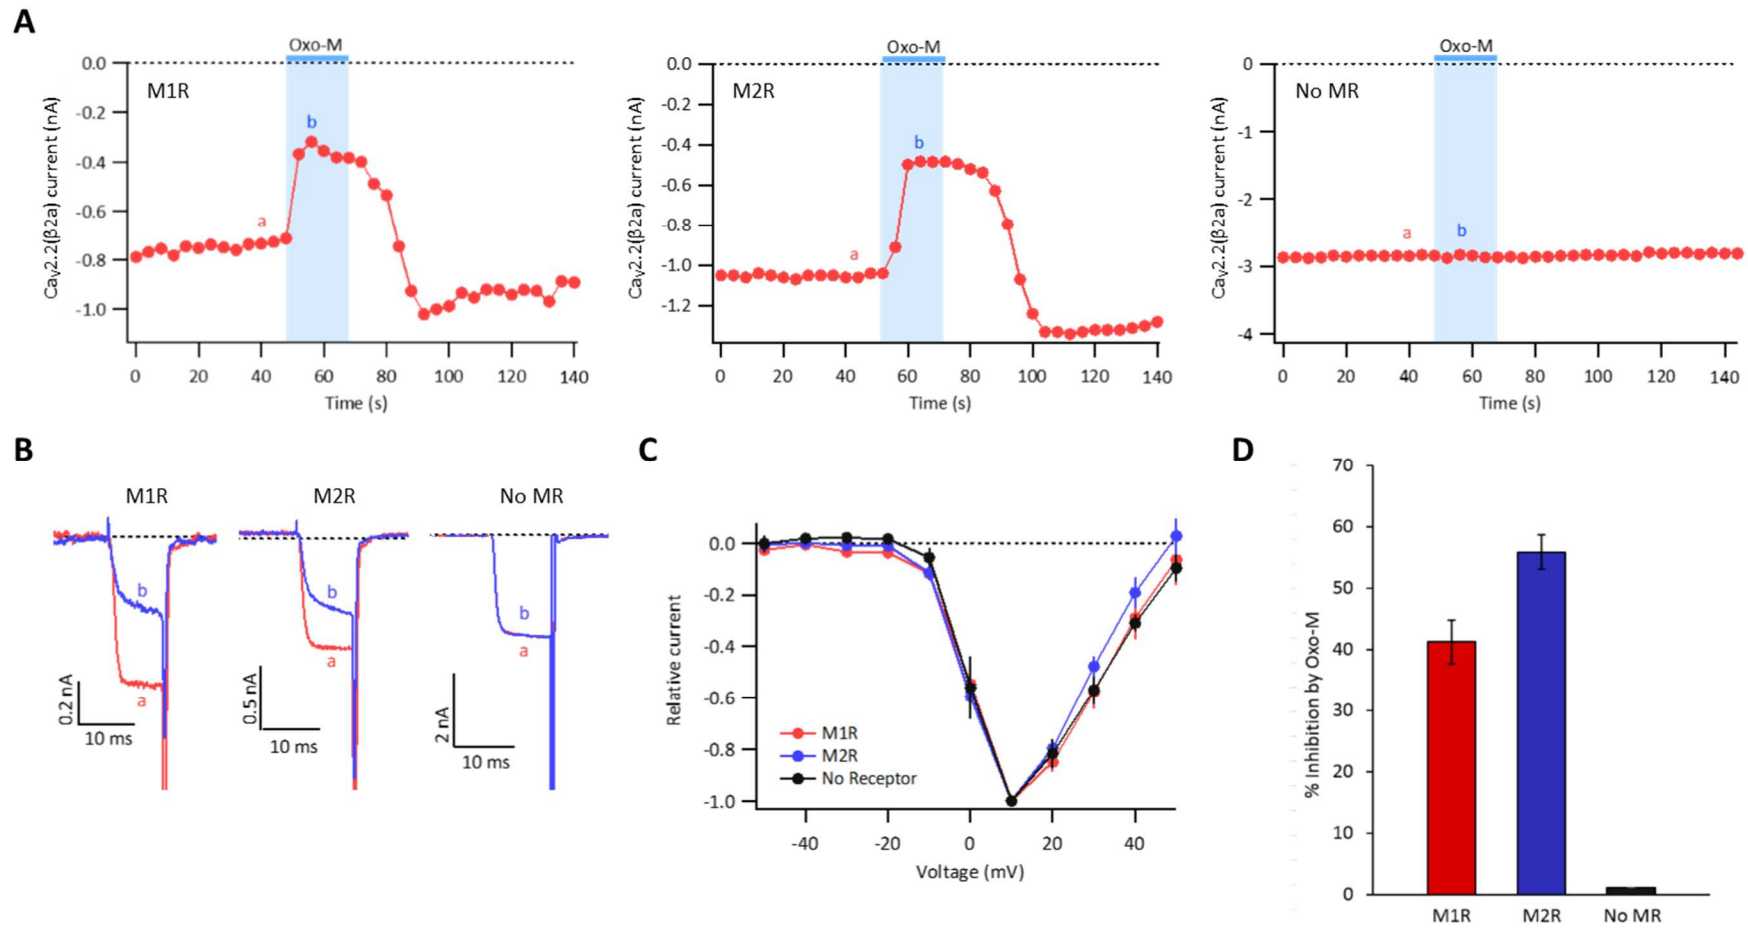 A
Oxo-M
M1R
Ca_V2.2(β2a) current (nA)
0.0
-0.2
-0.4
-0.6
-0.8
-1.0
a
b
0 20 40 60 80 100 120 140
Time (s)
Oxo-M
M2R
Ca_V2.2(β2a) current (nA)
0.0
-0.2
-0.4
-0.6
-0.8
-1.0
-1.2
a
b
0 20 40 60 80 100 120 140
Time (s)
Oxo-M
No MR
Ca_V2.2(β2a) current (nA)
0
-1
-2
-3
-4
a
b
0 20 40 60 80 100 120 140
Time (s)
B
M1R
b
a
0.2 nA
10 ms
M2R
b
a
0.5 nA
10 ms
No MR
b
a
2 nA
10 ms
C
Relative current
0.0
-0.2
-0.4
-0.6
-0.8
-1.0
M1R
M2R
No Receptor
-40 -20 0 20 40
Voltage (mV)
D
% Inhibition by Oxo-M
70
60
50
40
30
20
10
0
M1R M2R No MR